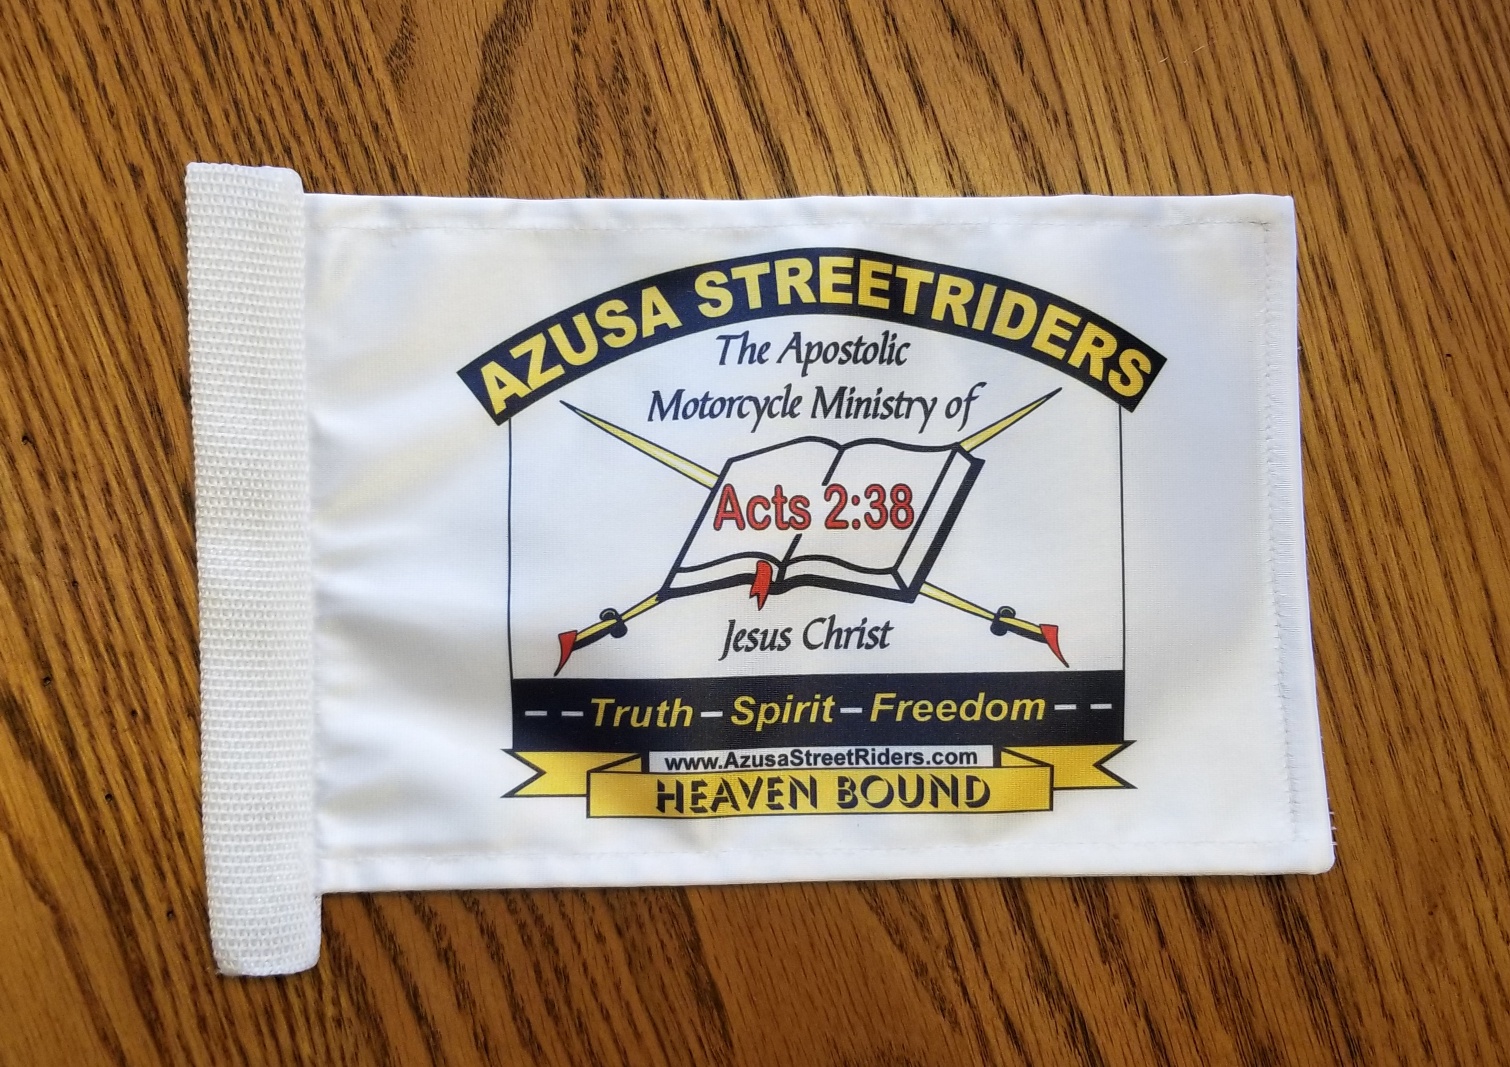 AZUSA STREETRIDERS
The Apostolic
Motorcycle Ministry of
Acts 2:38
Jesus Christ
– – Truth – Spirit – Freedom – –
www.AzusaStreetRiders.com
HEAVEN BOUND